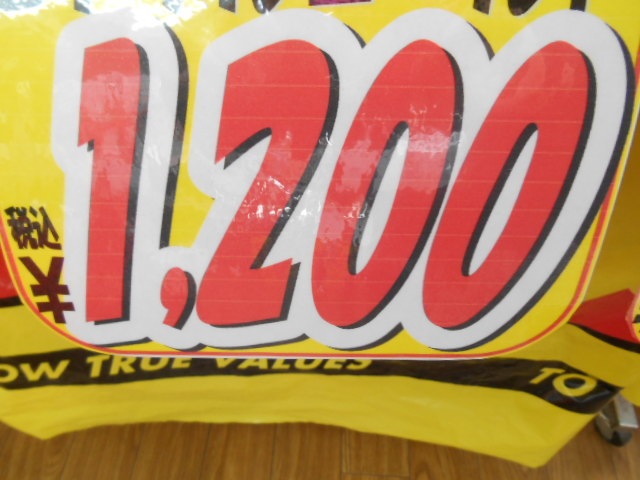 1,200
税込
OW TRUE VALUES TO